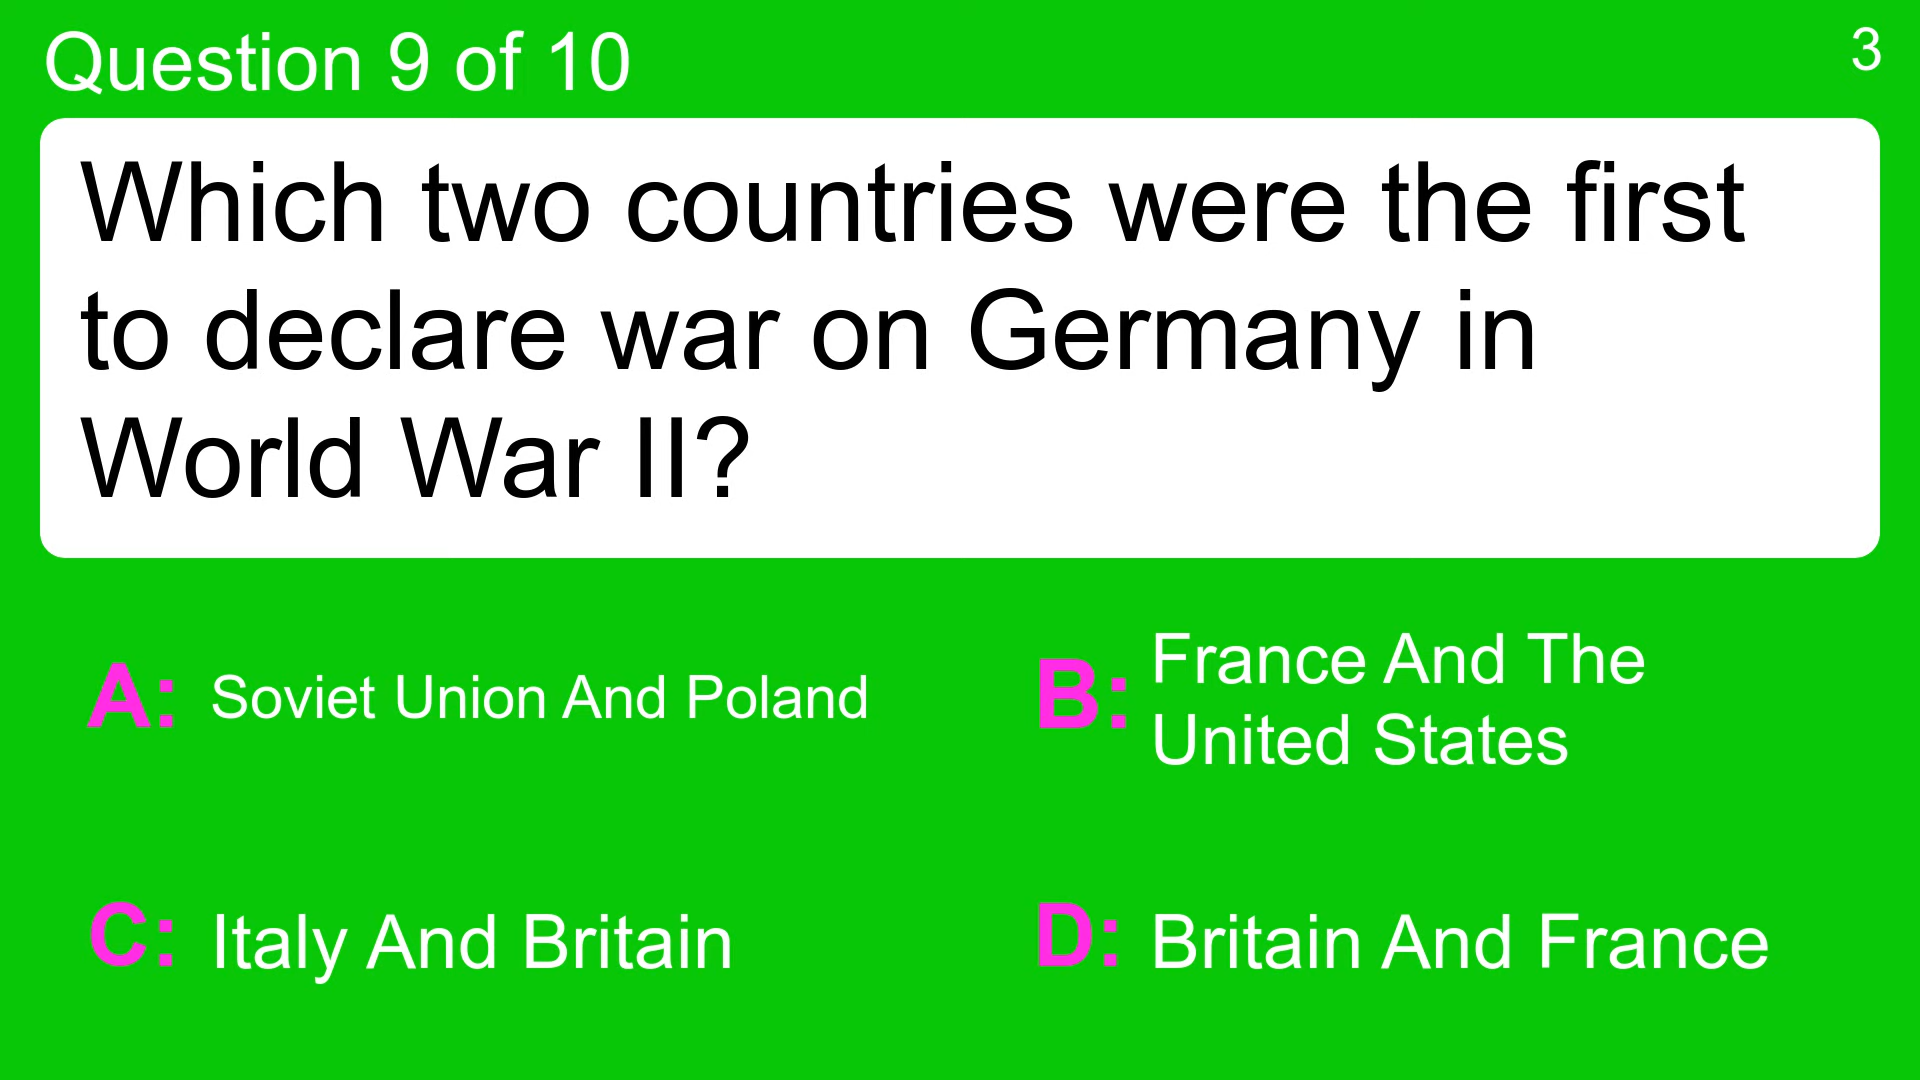 Question 9 of 10
3
Which two countries were the first
to declare war on Germany in
World War II?
A: Soviet Union And Poland
B: France And The
United States
C: Italy And Britain
D: Britain And France